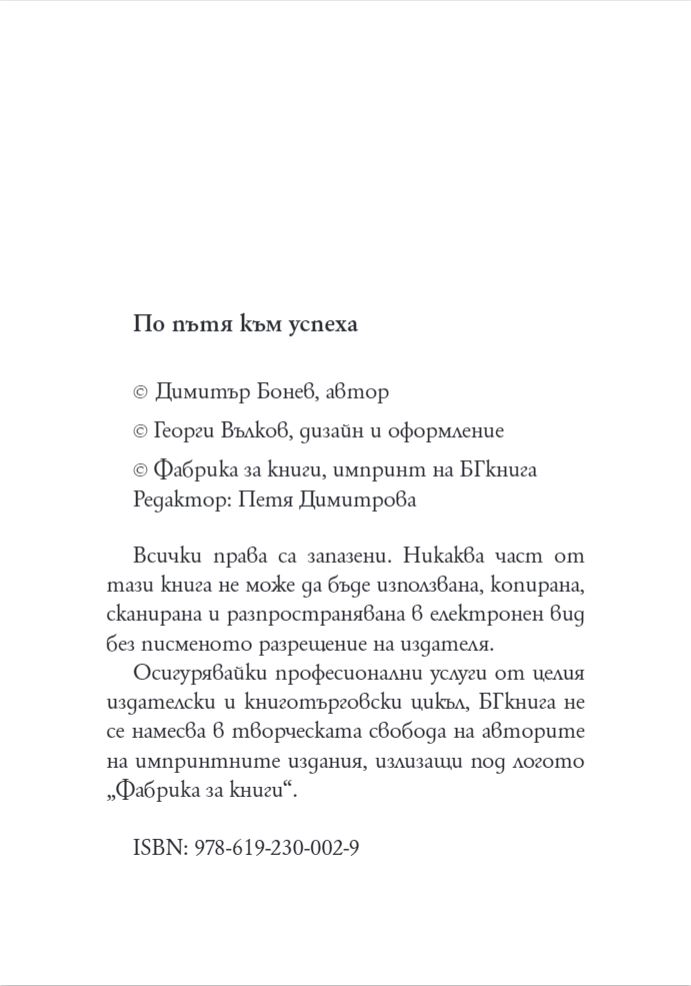 По пътя към успеха
© Димитър Бонев, автор
© Георги Вълков, дизайн и оформление
© Фабрика за книги, импринт на БГкнига
Редактор: Петя Димитрова
Всички права са запазени. Никаква част от
тази книга не може да бъде използвана, копирана,
сканирана и разпространявана в електронен вид
без писменото разрешение на издателя.
Осигурявайки професионални услуги от целия
издателски и книготърговски цикъл, БГкнига не
се намесва в творческата свобода на авторите
на импринтните издания, излизащи под логото
„Фабрика за книги“.
ISBN: 978-619-230-002-9